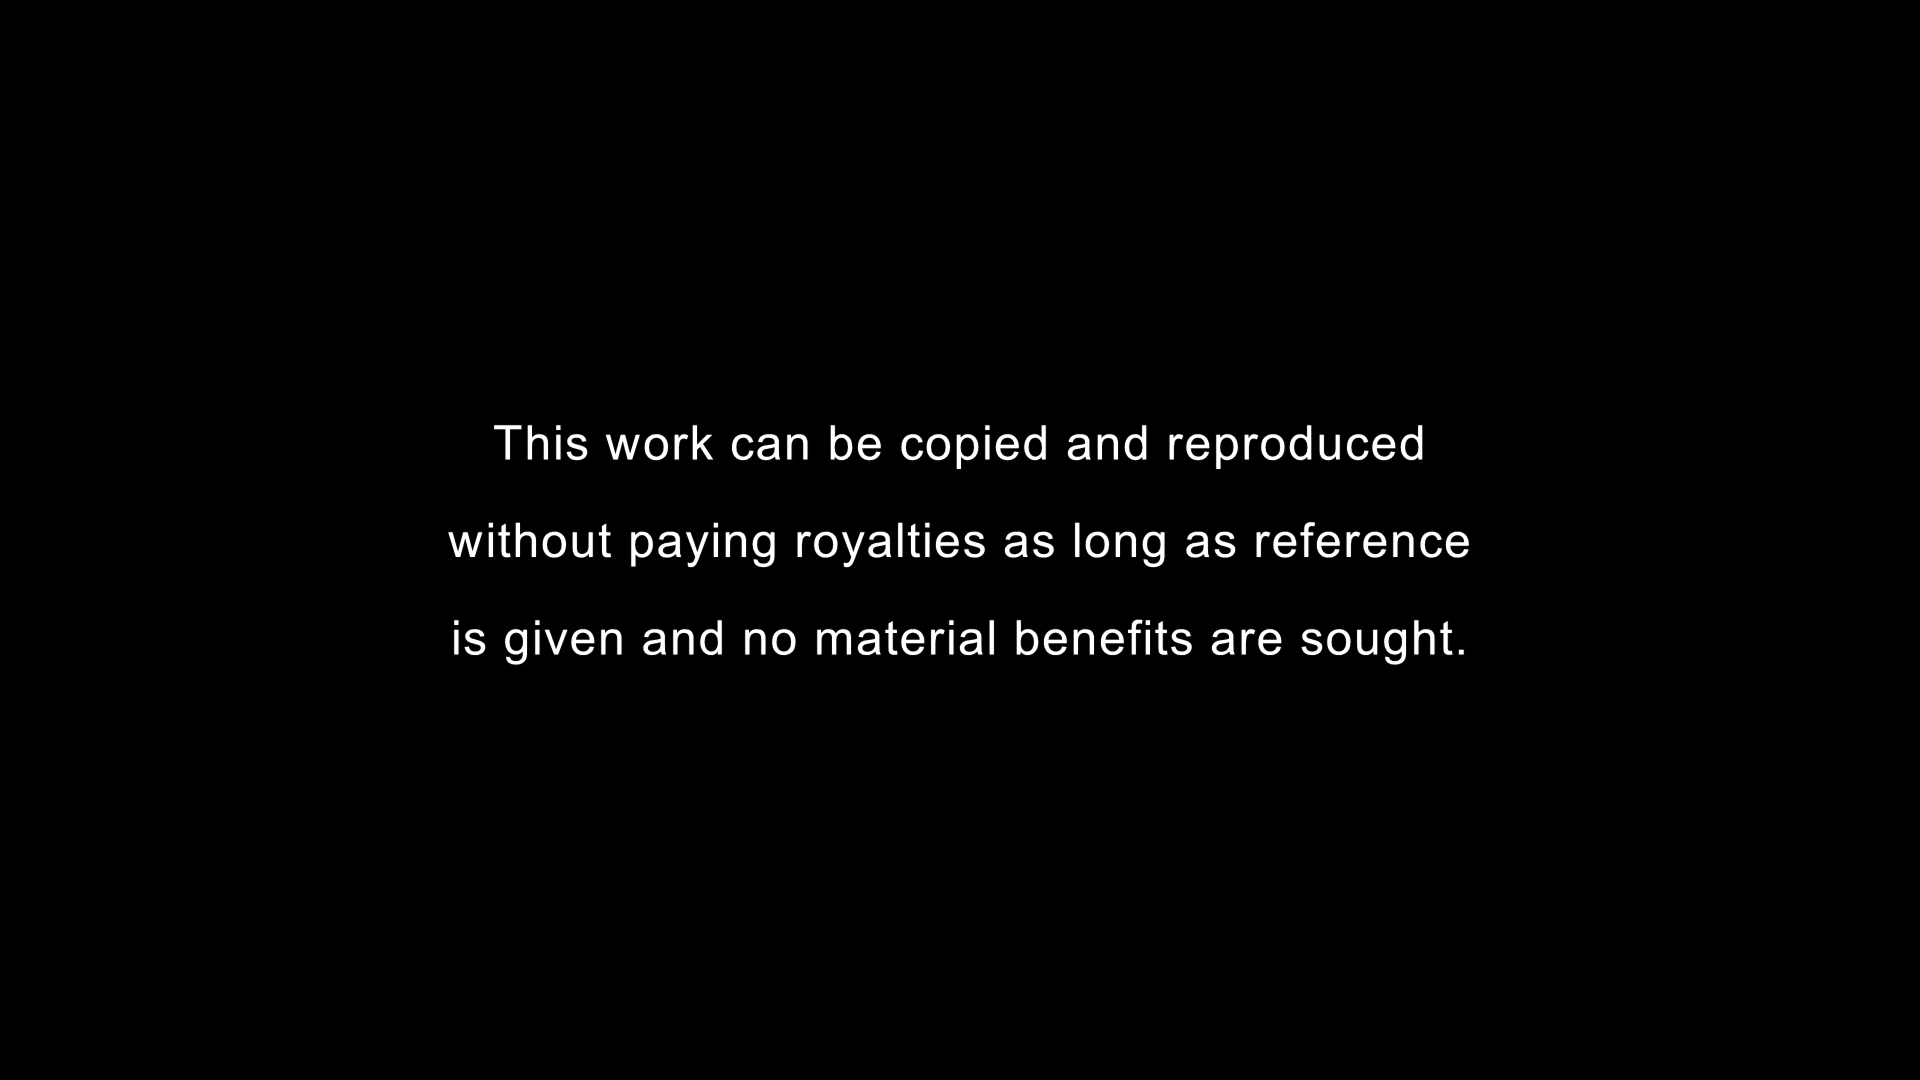 This work can be copied and reproduced
without paying royalties as long as reference
is given and no material benefits are sought.